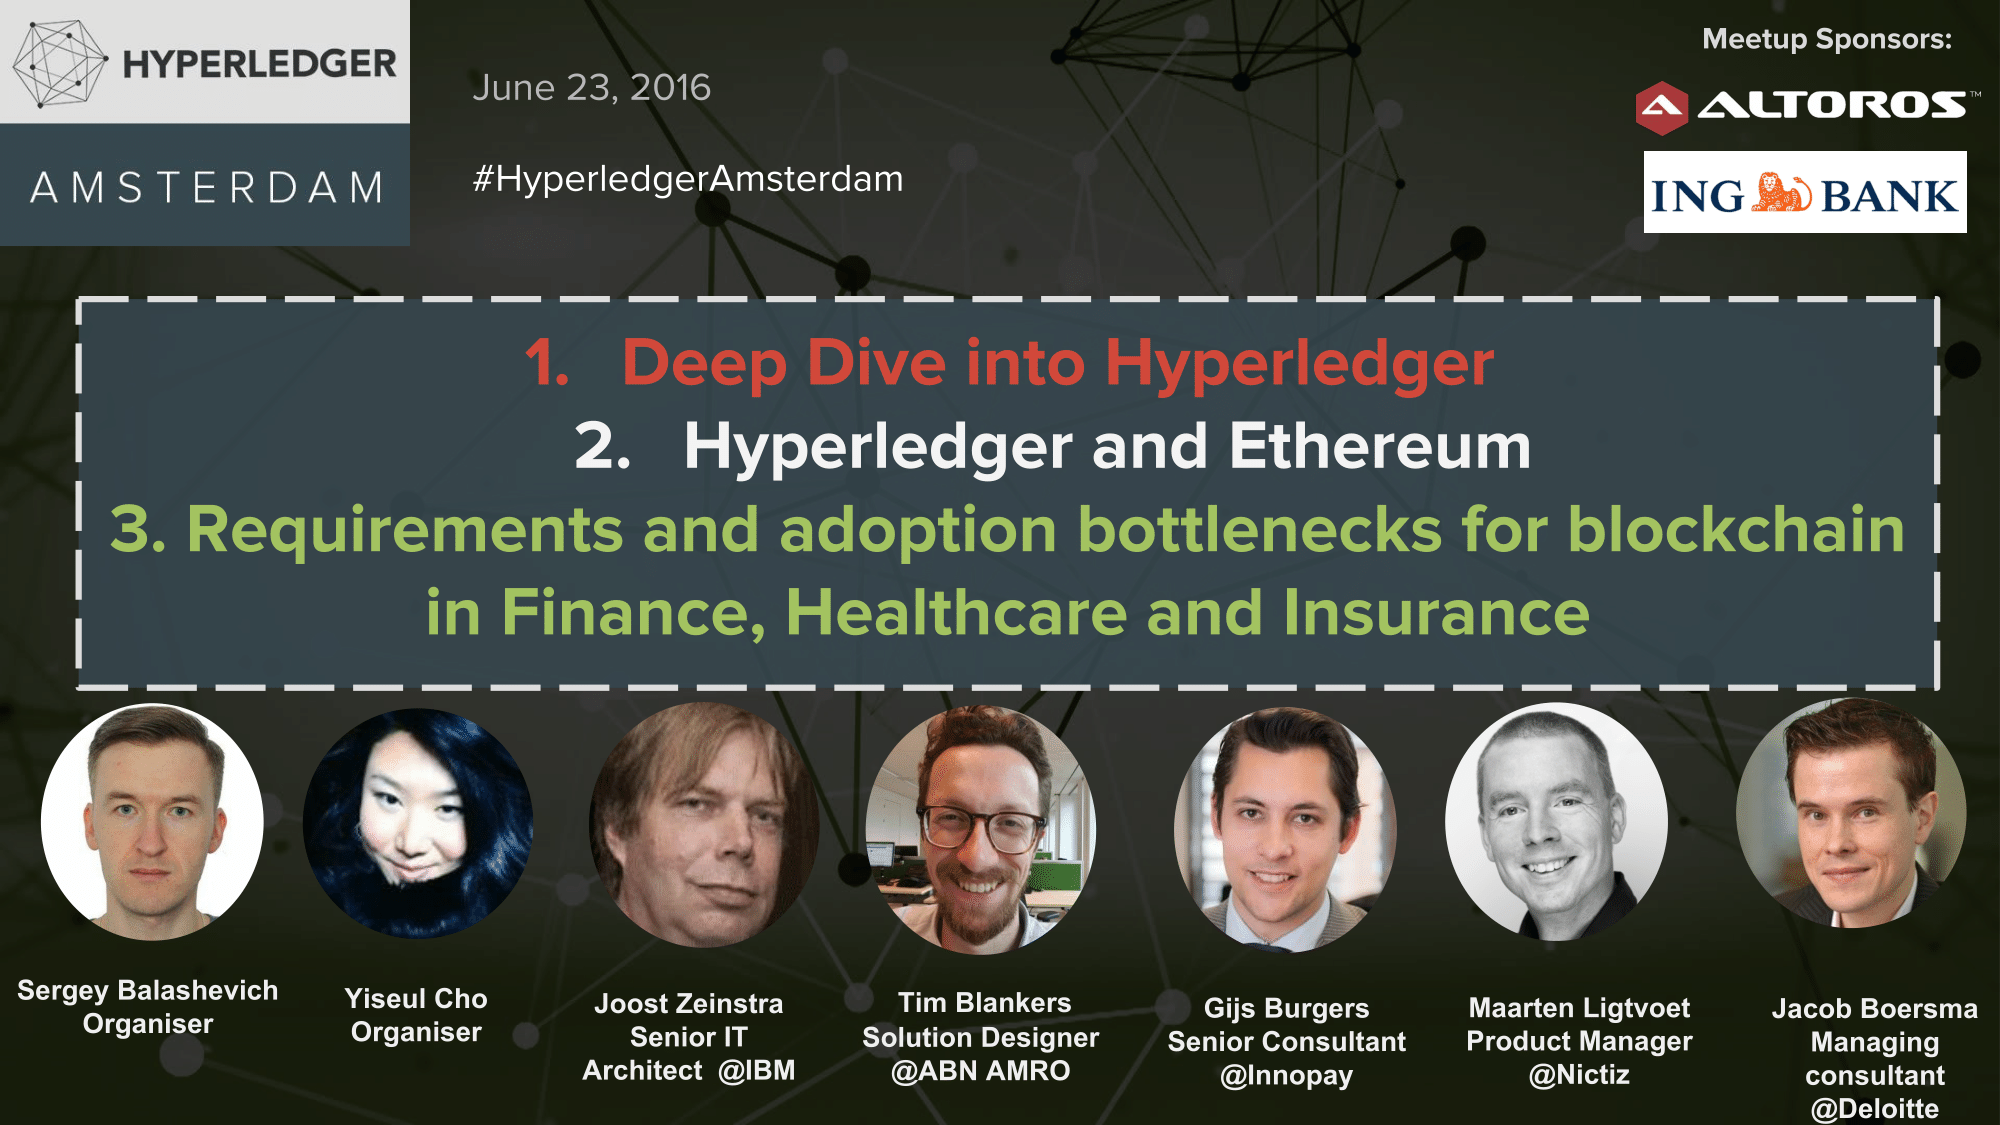 HYPERLEDGER
AMSTERDAM
June 23, 2016
#HyperledgerAmsterdam
Meetup Sponsors:
ALTOROS™
ING BANK
1. Deep Dive into Hyperledger
2. Hyperledger and Ethereum
3. Requirements and adoption bottlenecks for blockchain
in Finance, Healthcare and Insurance
Sergey Balashevich
Organiser
Yiseul Cho
Organiser
Joost Zeinstra
Senior IT
Architect @IBM
Tim Blankers
Solution Designer
@ABN AMRO
Gijs Burgers
Senior Consultant
@Innopay
Maarten Ligtvoet
Product Manager
@Nictiz
Jacob Boersma
Managing
consultant
@Deloitte